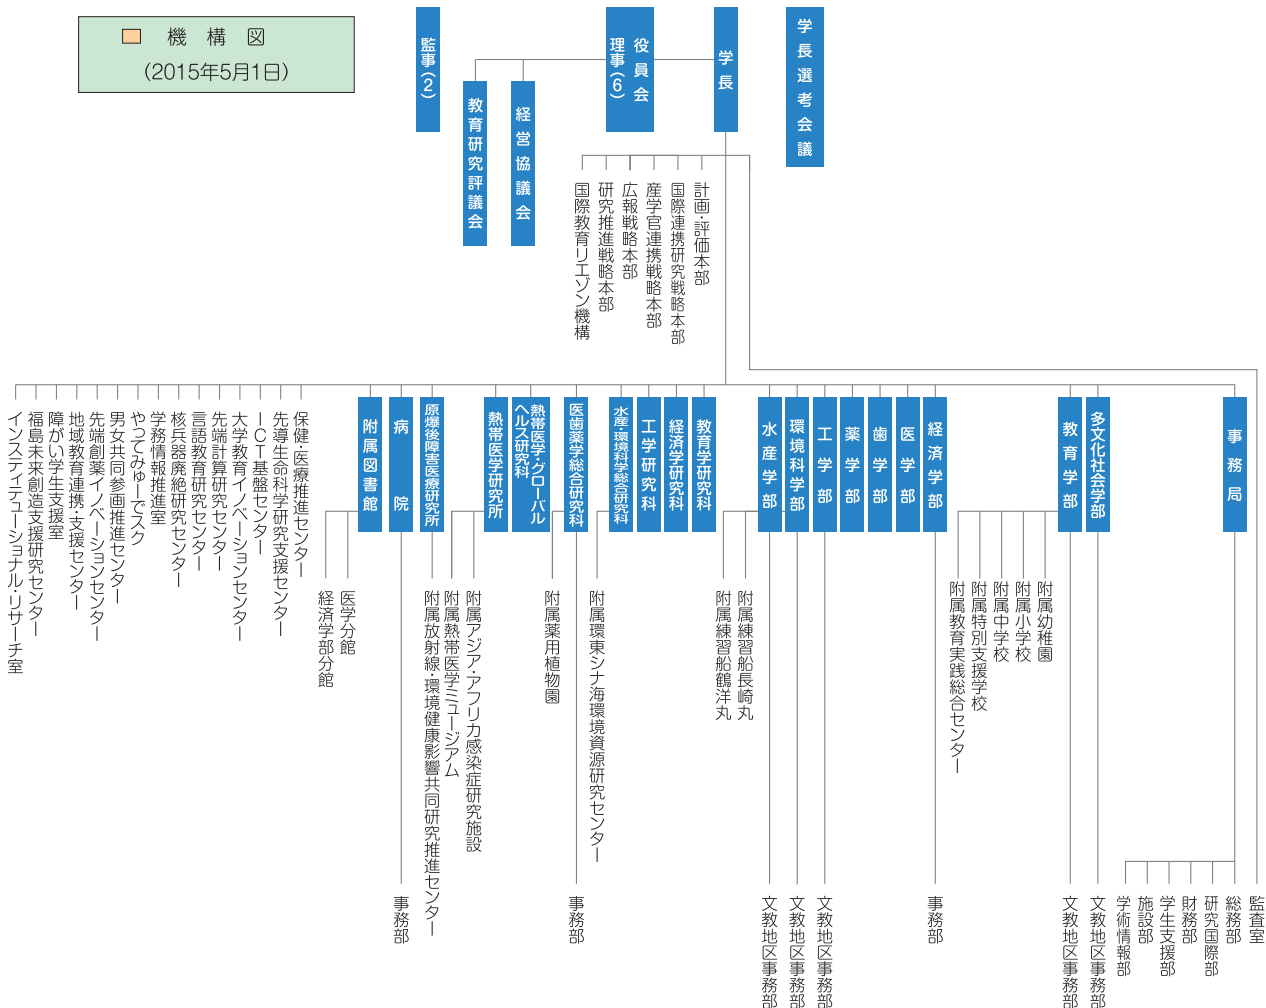 機構図
(2015年5月1日)
監事(2)
役員会
理事(6)
学長
学長選考会議
教育研究評議会
経営協議会
国際教育リエゾン機構
研究推進戦略本部
広報戦略本部
産学官連携戦略本部
国際連携研究戦略本部
計画・評価本部
インスティテューショナル・リサーチ室
福島未来創造支援研究センター
障がい学生支援室
地域教育連携・支援センター
先端創薬イノベーションセンター
男女共同参画推進センター
やってみゅーでスク
学務情報推進室
核兵器廃絶研究センター
言語教育研究センター
先端計算研究センター
大学教育イノベーションセンター
ICT基盤センター
先導生命科学研究支援センター
保健・医療推進センター
附属図書館
病院
原爆後障害医療研究所
熱帯医学研究所
熱帯医学・グローバル
ヘルス研究科
医歯薬学総合研究科
水産・環境科学総合研究科
工学研究科
経済学研究科
教育学研究科
水産学部
環境科学部
工学部
薬学部
歯学部
医学部
経済学部
教育学部
多文化社会学部
事務局
経済学部分館
医学分館
附属放射線・環境健康影響共同研究推進センター
附属熱帯医学ミュージアム
附属アジア・アフリカ感染症研究施設
附属薬用植物園
附属環東シナ海環境資源研究センター
附属練習船鶴洋丸
附属練習船長崎丸
附属教育実践総合センター
附属特別支援学校
附属中学校
附属小学校
附属幼稚園
事務部
事務部
文教地区事務部
文教地区事務部
文教地区事務部
事務部
文教地区事務部
文教地区事務部
学術情報部
施設部
学生支援部
財務部
研究国際部
総務部
監査室